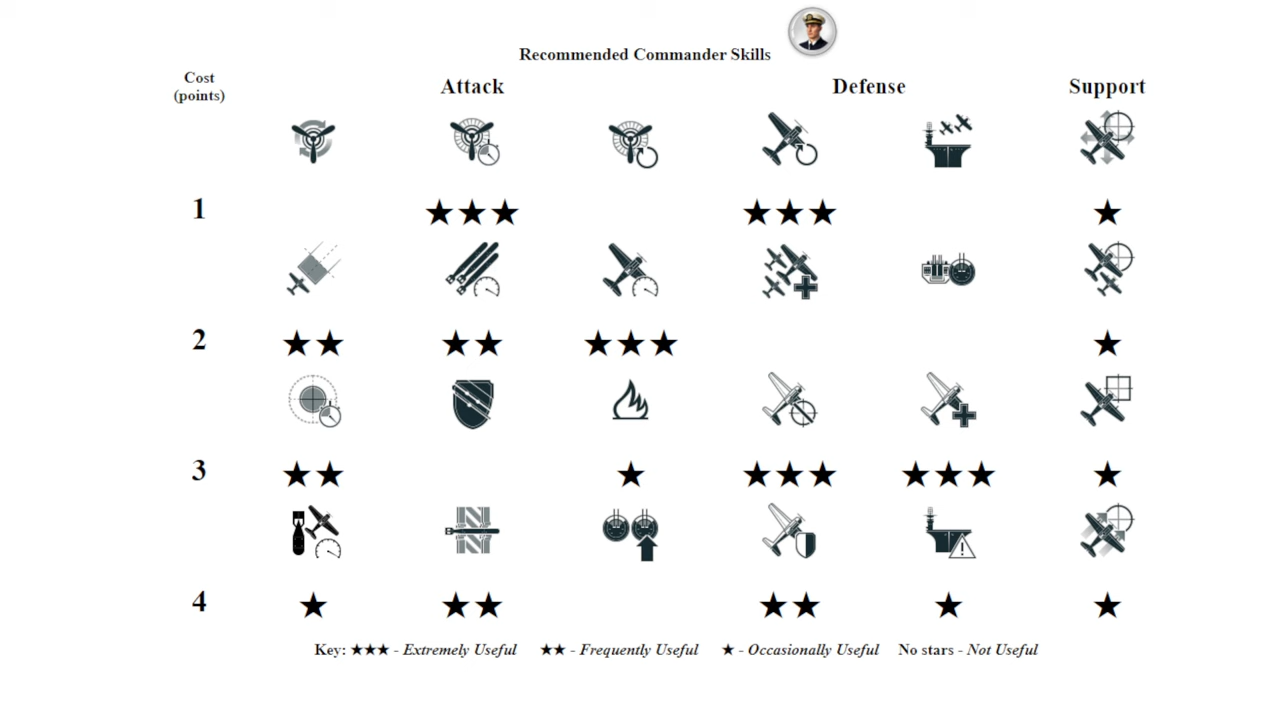 Recommended Commander Skills
Cost
(points)
Attack Defense Support
1 ★★★ ★★★ ★
2 ★★ ★★ ★★★ ★
3 ★★ ★ ★★★ ★★★ ★
4 ★ ★★ ★★ ★ ★
Key: ★★★ - Extremely Useful ★★ - Frequently Useful ★ - Occasionally Useful No stars - Not Useful